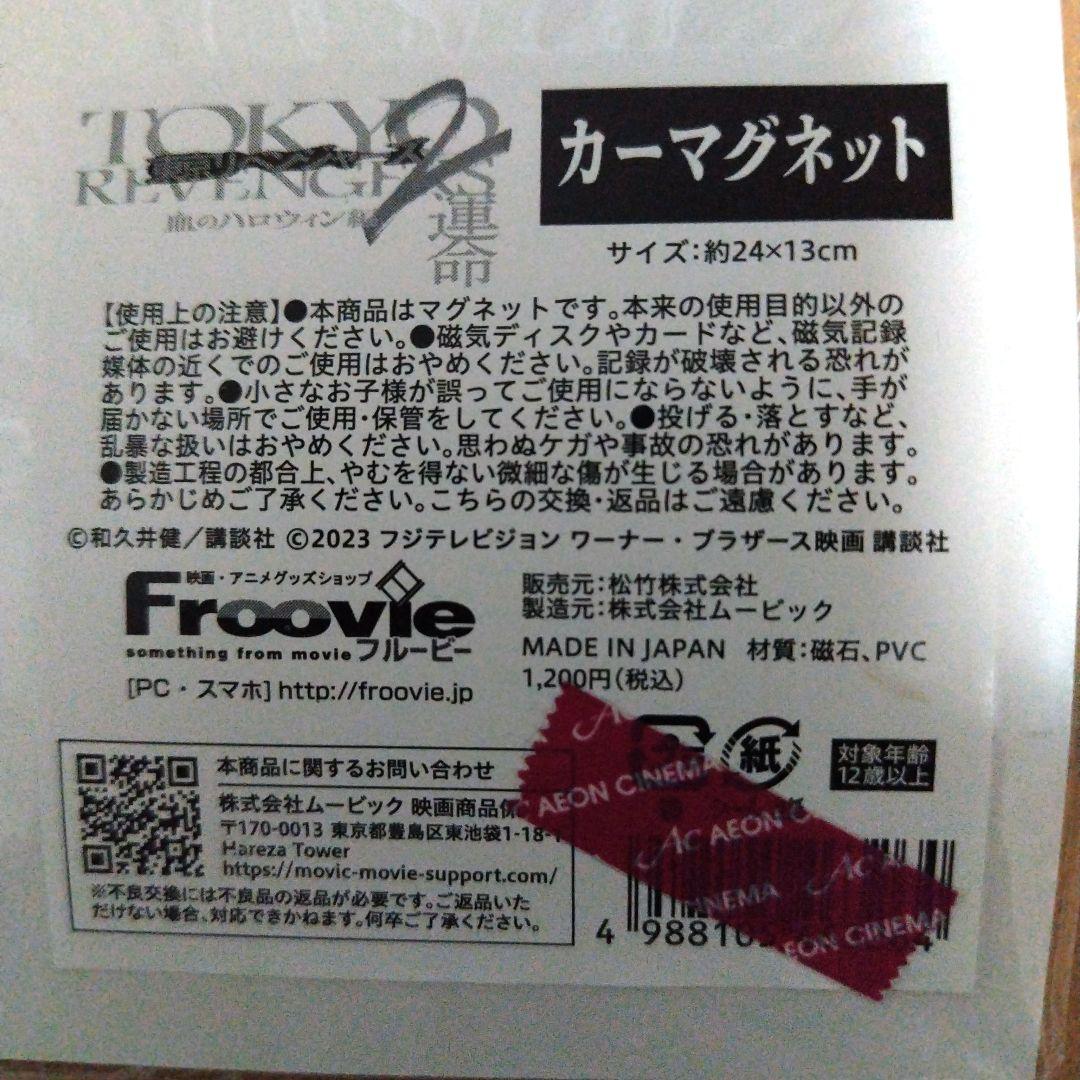 TOKYO
東京リベンジャーズ
REVENGERS
2
血のハロウィン編
運命
カーマグネット
サイズ:約24×13cm
【使用上の注意】●本商品はマグネットです。本来の使用目的以外の
ご使用はお避けください。●磁気ディスクやカードなど、磁気記録
媒体の近くでのご使用はおやめください。記録が破壊される恐れが
あります。●小さなお子様が誤ってご使用にならないように、手が
届かない場所でご使用・保管をしてください。●投げる・落とすなど、
乱暴な扱いはおやめください。思わぬケガや事故の恐れがあります。
●製造工程の都合上、やむを得ない微細な傷が生じる場合があります。
あらかじめご了承ください。こちらの交換・返品はご遠慮ください。
©和久井健/講談社 ©2023 フジテレビジョン ワーナー・ブラザース映画 講談社
映画・アニメグッズショップ
Froovie
something from movie フルービー
[PC・スマホ] http://froovie.jp
販売元:松竹株式会社
製造元:株式会社ムービック
MADE IN JAPAN 材質:磁石、PVC
1,200円(税込)
紙
対象年齢
12歳以上
本商品に関するお問い合わせ
株式会社ムービック 映画商品
〒170-0013 東京都豊島区東池袋1-18-1
Hareza Tower
https://movic-movie-support.com/
※不良交換には不良品の返品が必要です。ご返品いた
だけない場合、対応できかねます。何卒ご了承ください。
AC
AEON CINEMA
AC AEON C
AC
INEMA
EON CINEMA
4 98810 4